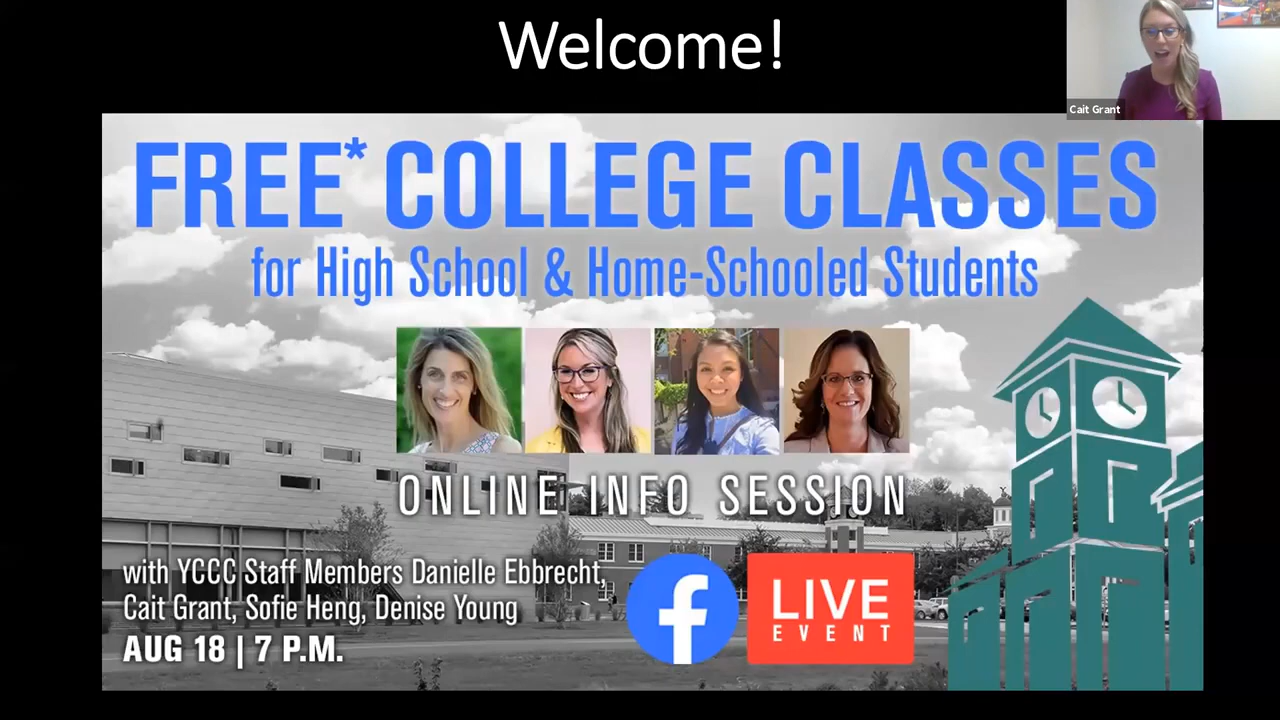 Welcome!
Cait Grant
FREE* COLLEGE CLASSES
for High School & Home-Schooled Students
ONLINE INFO SESSION
with YCCC Staff Members Danielle Ebbrecht,
Cait Grant, Sofie Heng, Denise Young
AUG 18 | 7 P.M.
f
LIVE
EVENT